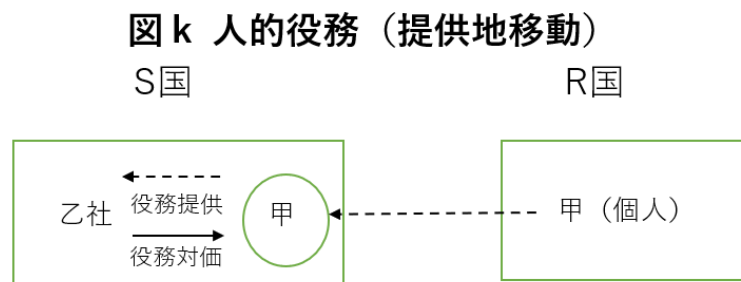 図k 人的役務（提供地移動）
S国
R国
乙社
役務提供
役務対価
甲
甲（個人）